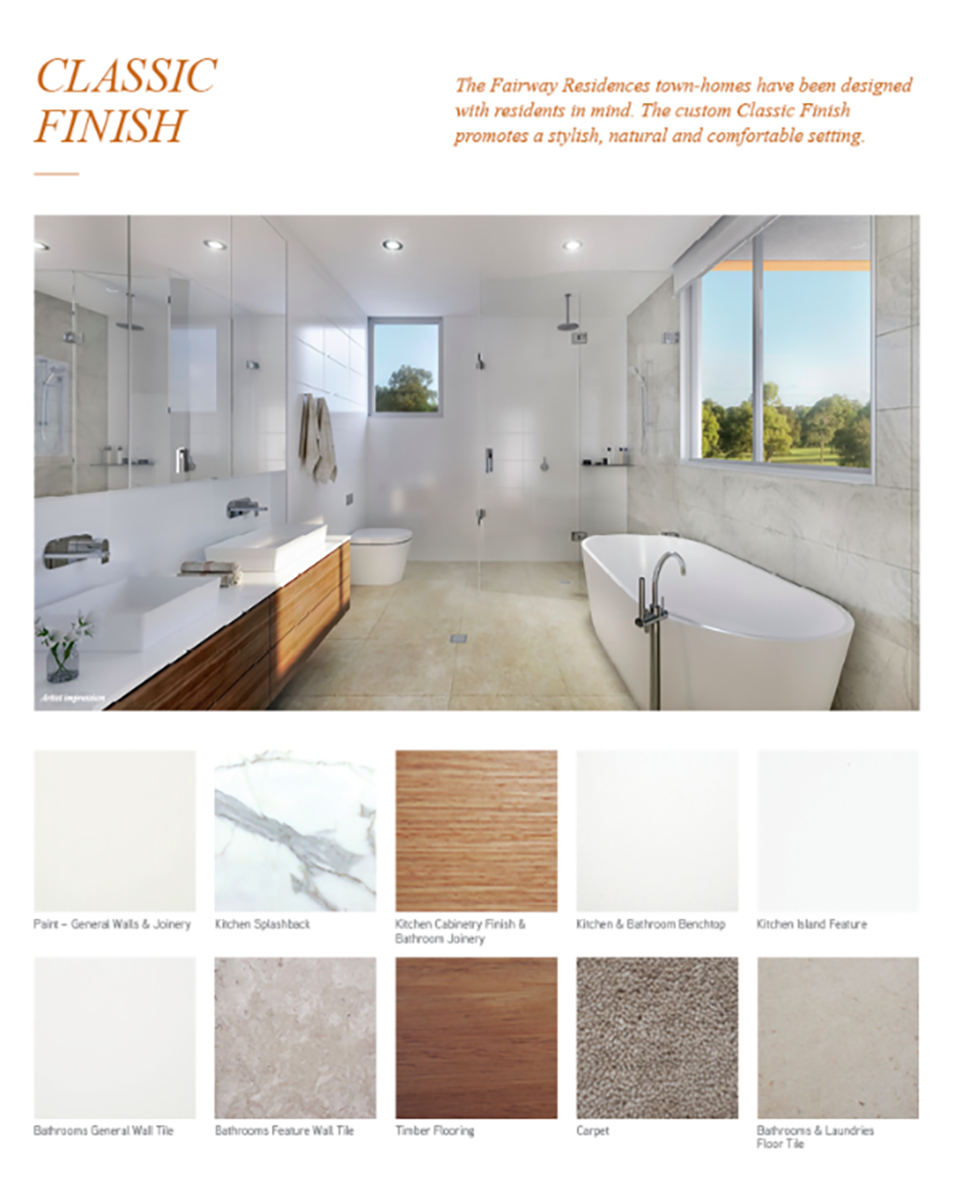 CLASSIC
FINISH
The Fairway Residences town-homes have been designed
with residents in mind. The custom Classic Finish
promotes a stylish, natural and comfortable setting.
Artist impression
Paint – General Walls & Joinery
Kitchen Splashback
Kitchen Cabinetry Finish &
Bathroom Joinery
Kitchen & Bathroom Benchtop
Kitchen Island Feature
Bathrooms General Wall Tile
Bathrooms Feature Wall Tile
Timber Flooring
Carpet
Bathrooms & Laundries
Floor Tile